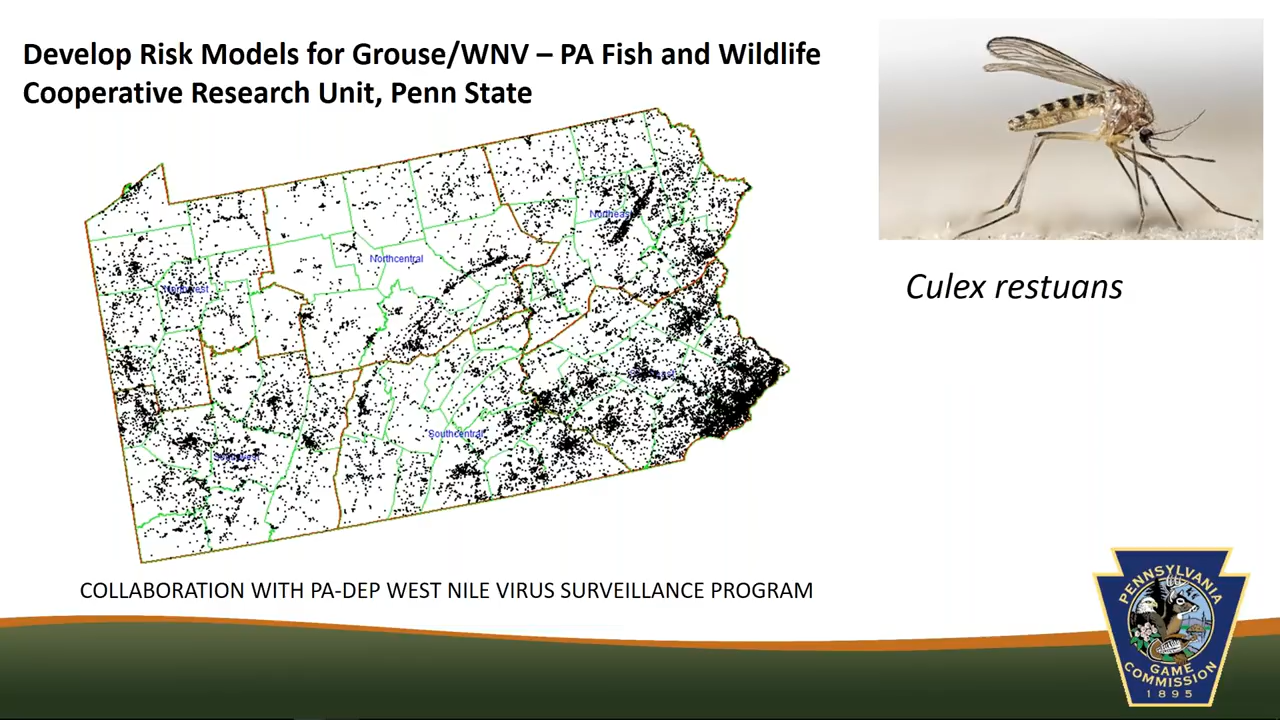 Develop Risk Models for Grouse/WNV – PA Fish and Wildlife
Cooperative Research Unit, Penn State
Northeast
Northcentral
Northwest
Southcentral
Culex restuans
COLLABORATION WITH PA-DEP WEST NILE VIRUS SURVEILLANCE PROGRAM
PENNSYLVANIA
GAME
COMMISSION
1895